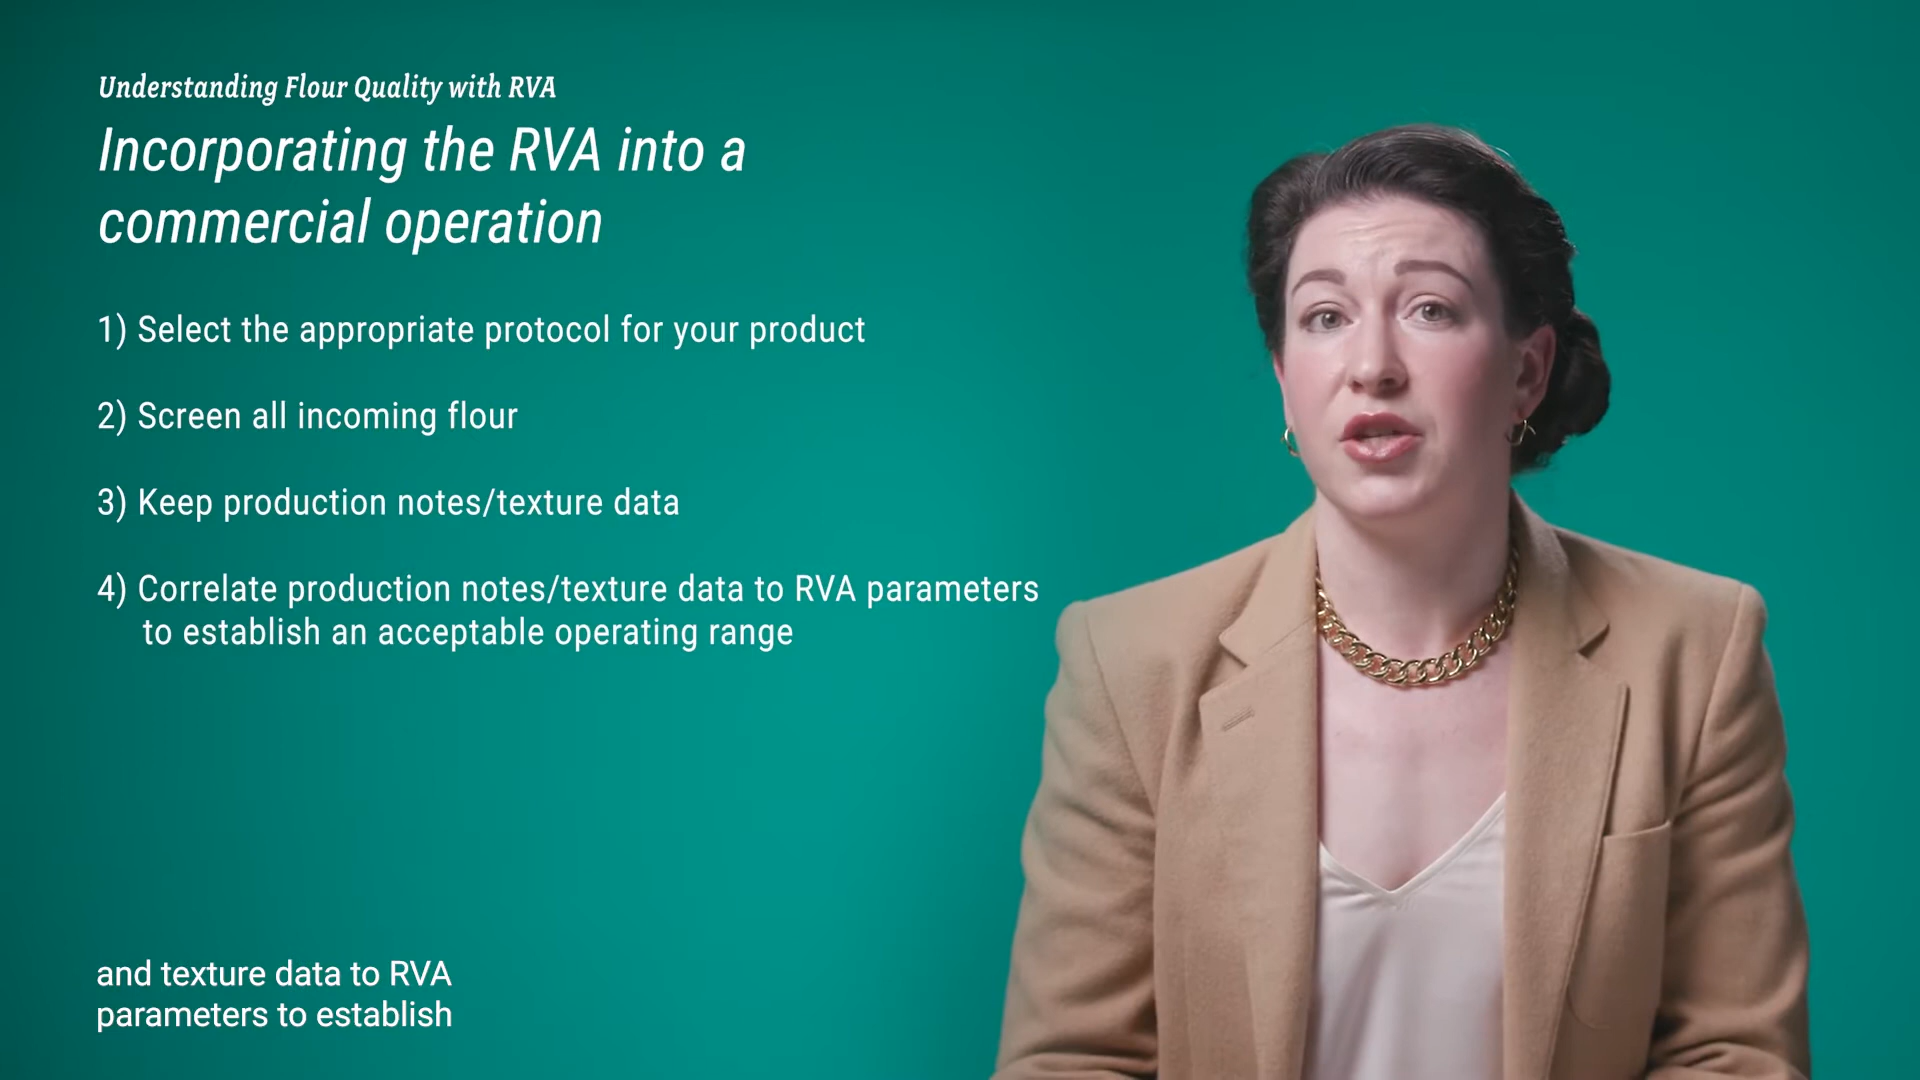 Understanding Flour Quality with RVA
Incorporating the RVA into a
commercial operation
1) Select the appropriate protocol for your product
2) Screen all incoming flour
3) Keep production notes/texture data
4) Correlate production notes/texture data to RVA parameters
to establish an acceptable operating range
and texture data to RVA
parameters to establish